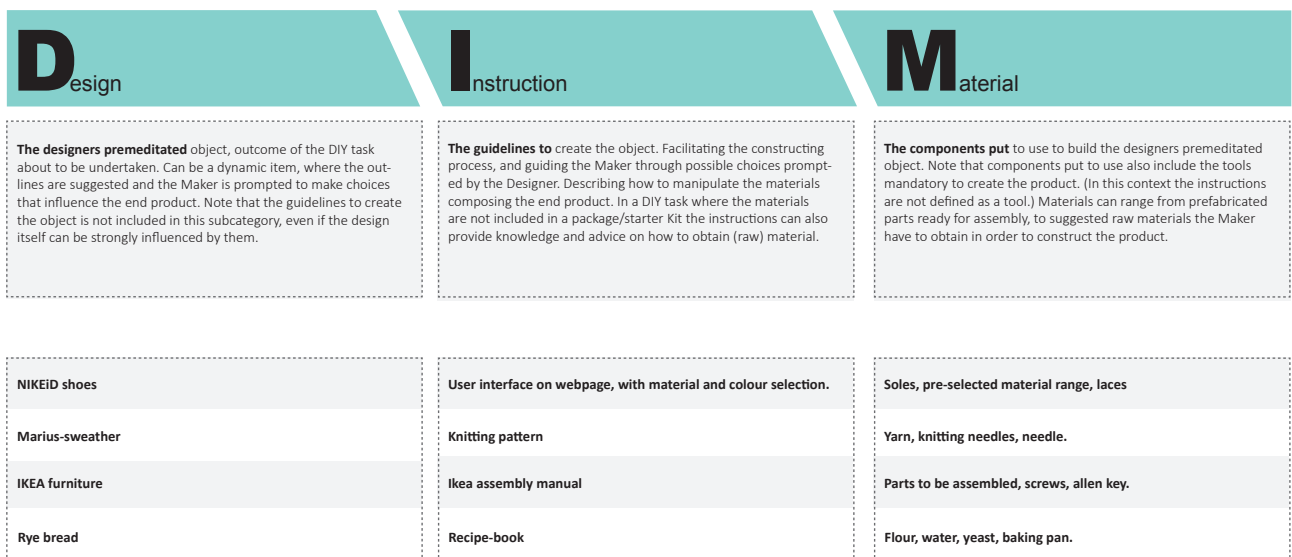 Design
Instruction
Material
The designers premeditated object, outcome of the DIY task
about to be undertaken. Can be a dynamic item, where the out-
lines are suggested and the Maker is prompted to make choices
that influence the end product. Note that the guidelines to create
the object is not included in this subcategory, even if the design
itself can be strongly influenced by them.
The guidelines to create the object. Facilitating the constructing
process, and guiding the Maker through possible choices prompt-
ed by the Designer. Describing how to manipulate the materials
composing the end product. In a DIY task where the materials
are not included in a package/starter Kit the instructions can also
provide knowledge and advice on how to obtain (raw) material.
The components put to use to build the designers premeditated
object. Note that components put to use also include the tools
mandatory to create the product. (In this context the instructions
are not defined as a tool.) Materials can range from prefabricated
parts ready for assembly, to suggested raw materials the Maker
have to obtain in order to construct the product.
NIKEiD shoes
User interface on webpage, with material and colour selection.
Soles, pre-selected material range, laces
Marius-sweather
Knitting pattern
Yarn, knitting needles, needle.
IKEA furniture
Ikea assembly manual
Parts to be assembled, screws, allen key.
Rye bread
Recipe-book
Flour, water, yeast, baking pan.